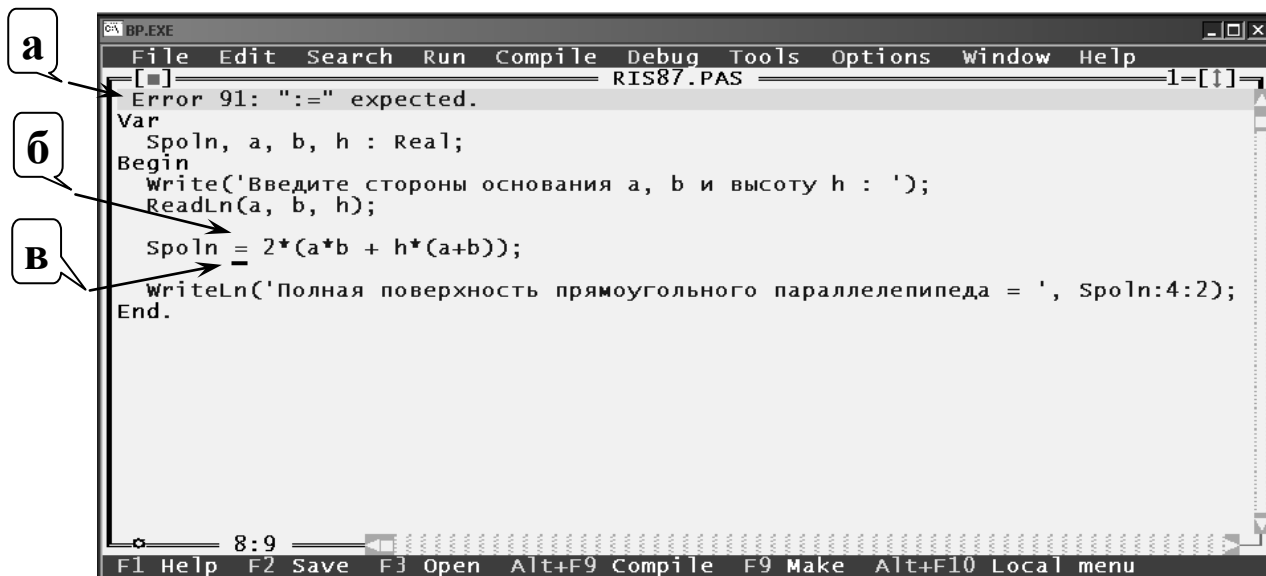 а
б
в
BP.EXE
File Edit Search Run Compile Debug Tools Options Window Help
RIS87.PAS 1=[↕]
Error 91: ":=" expected.
Var
Spoln, a, b, h : Real;
Begin
Write('Введите стороны основания a, b и высоту h : ');
ReadLn(a, b, h);
Spoln = 2*(a*b + h*(a+b));
WriteLn('Полная поверхность прямоугольного параллелепипеда = ', Spoln:4:2);
End.
8:9
F1 Help F2 Save F3 Open Alt+F9 Compile F9 Make Alt+F10 Local menu